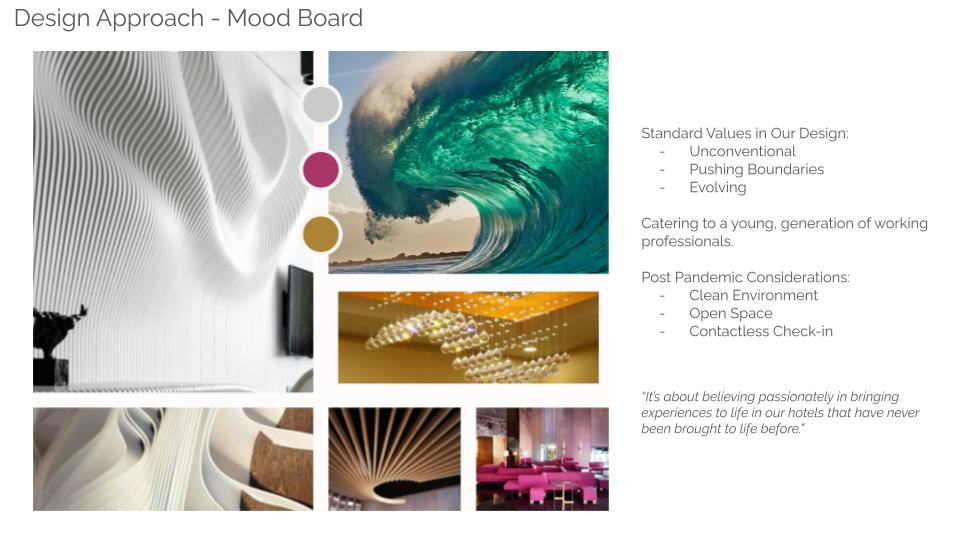 Design Approach - Mood Board
Standard Values in Our Design:
- Unconventional
- Pushing Boundaries
- Evolving
Catering to a young, generation of working
professionals.
Post Pandemic Considerations:
- Clean Environment
- Open Space
- Contactless Check-in
"It's about believing passionately in bringing
experiences to life in our hotels that have never
been brought to life before."